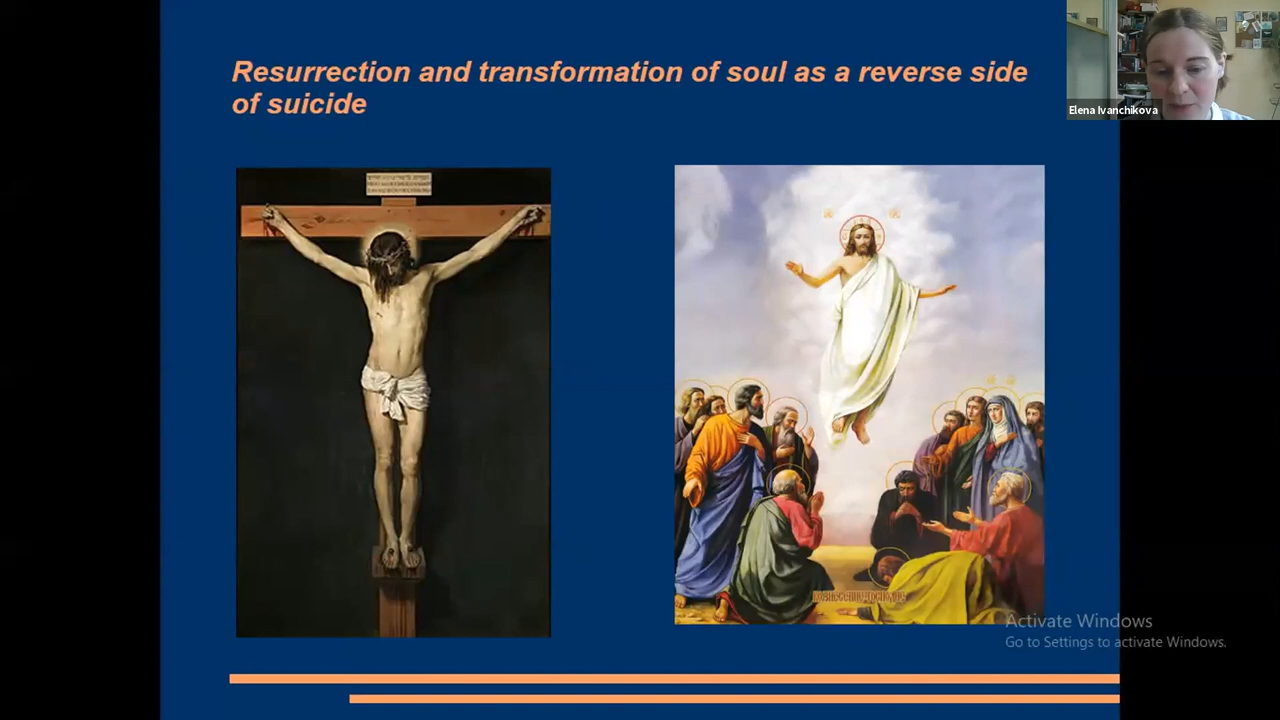 Resurrection and transformation of soul as a reverse side
of suicide
Elena Ivanchikova
Activate Windows
Go to Settings to activate Windows.